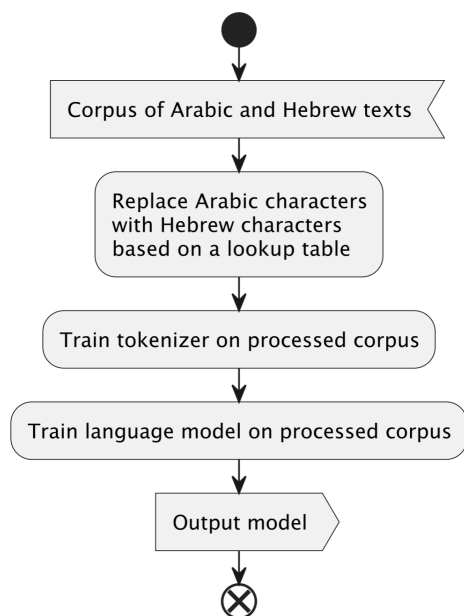 Corpus of Arabic and Hebrew texts
Replace Arabic characters
with Hebrew characters
based on a lookup table
Train tokenizer on processed corpus
Train language model on processed corpus
Output model